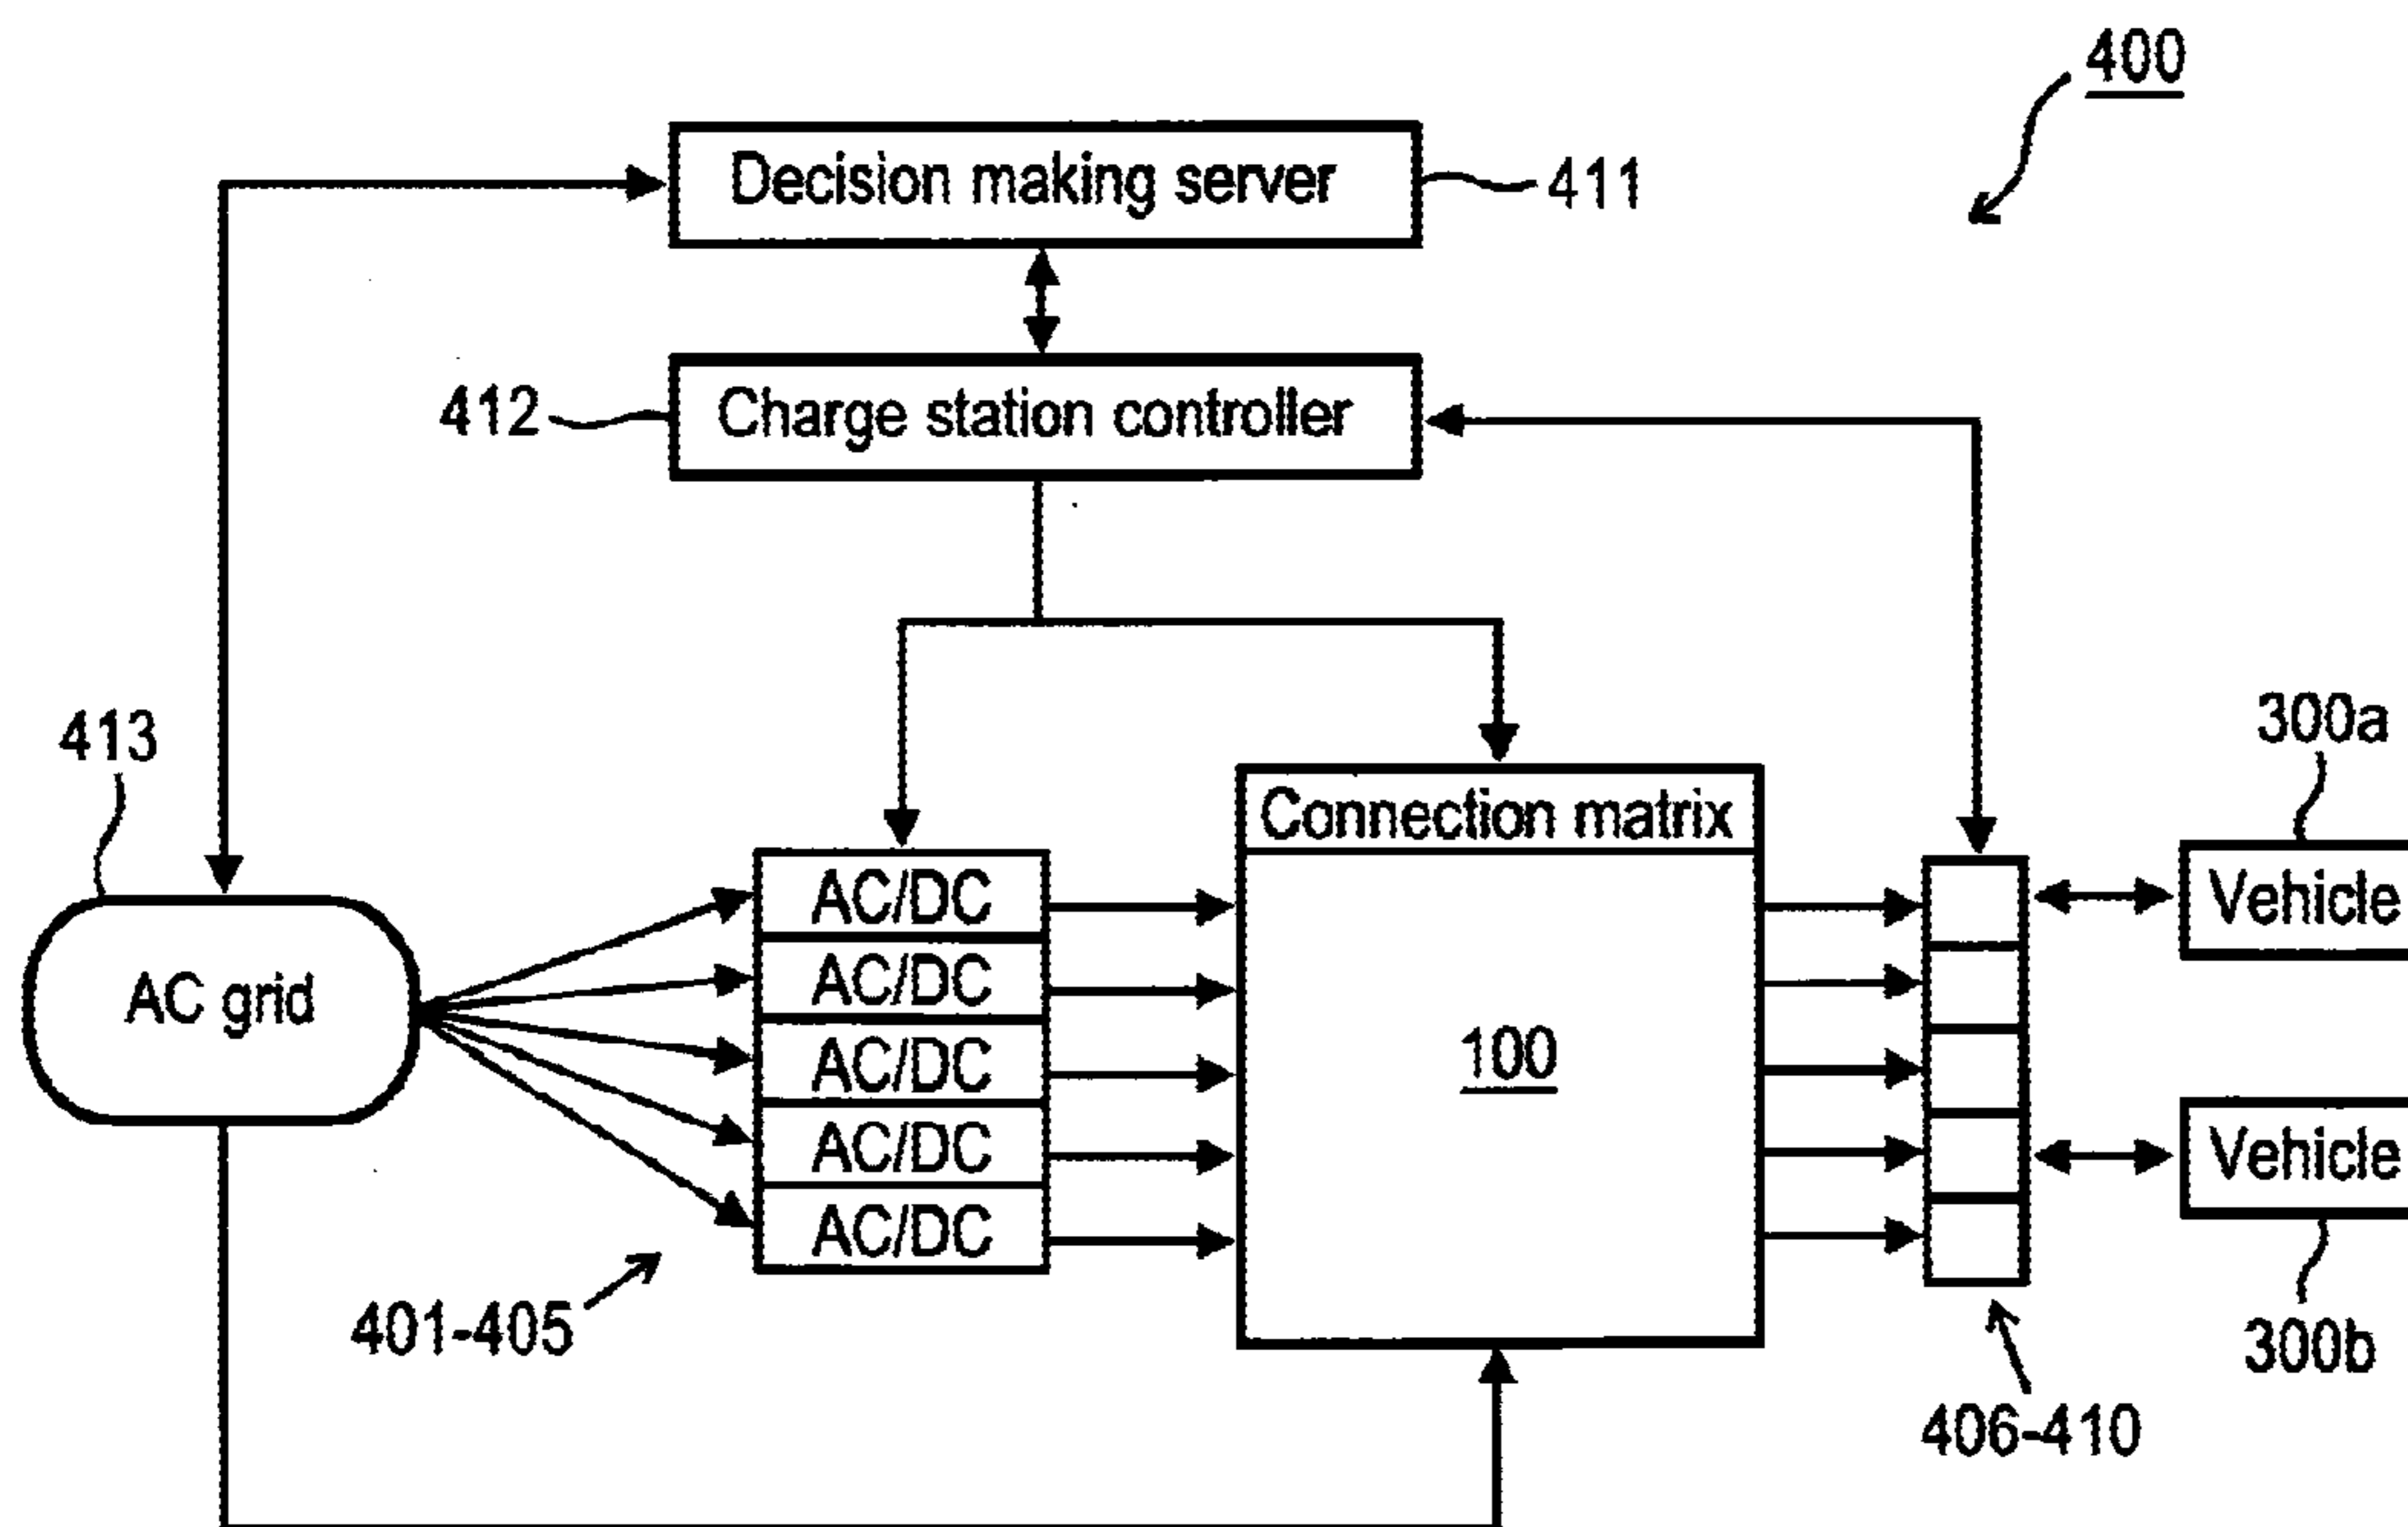 400
Decision making server
411
412
Charge station controller
413
300a
Connection matrix
AC/DC
Vehicle
AC/DC
AC grid
AC/DC
100
AC/DC
Vehicle
AC/DC
401-405
300b
406-410